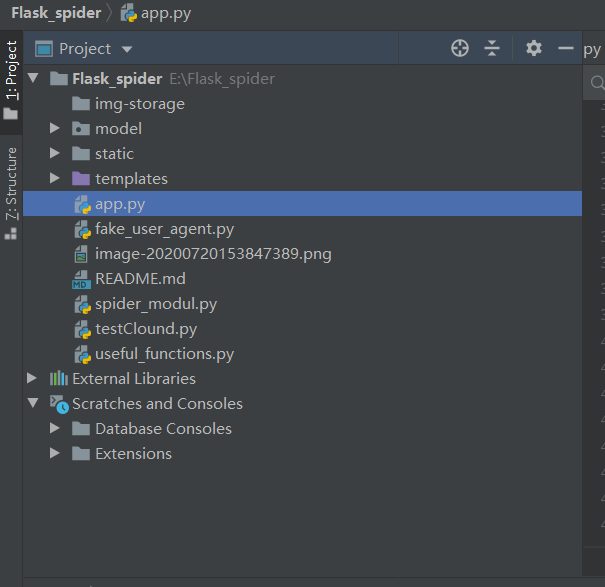 Flask_spider app.py
Project
py
1: Project
Flask_spider E:\Flask_spider
img-storage
model
Z: Structure
static
templates
app.py
fake_user_agent.py
image-20200720153847389.png
MD README.md
spider_modul.py
testClound.py
useful_functions.py
External Libraries
Scratches and Consoles
Database Consoles
Extensions